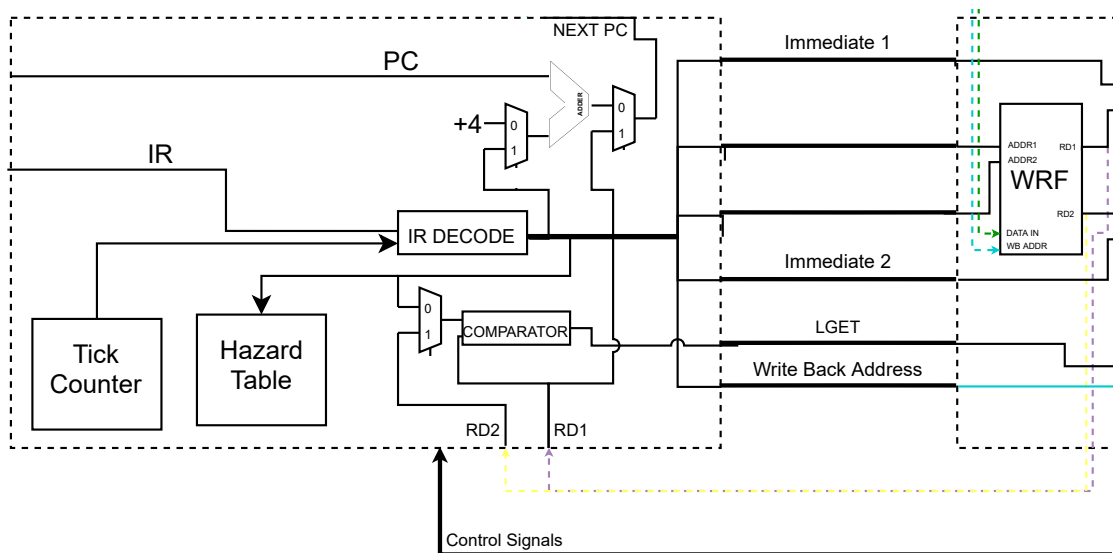 NEXT PC
Immediate 1
PC
ADDER
0
+4
0
1
1
ADDR1
RD1
IR
ADDR2
WRF
RD2
IR DECODE
DATA IN
WB ADDR
Immediate 2
0
COMPARATOR
1
LGET
Tick
Counter
Hazard
Table
Write Back Address
RD2
RD1
Control Signals